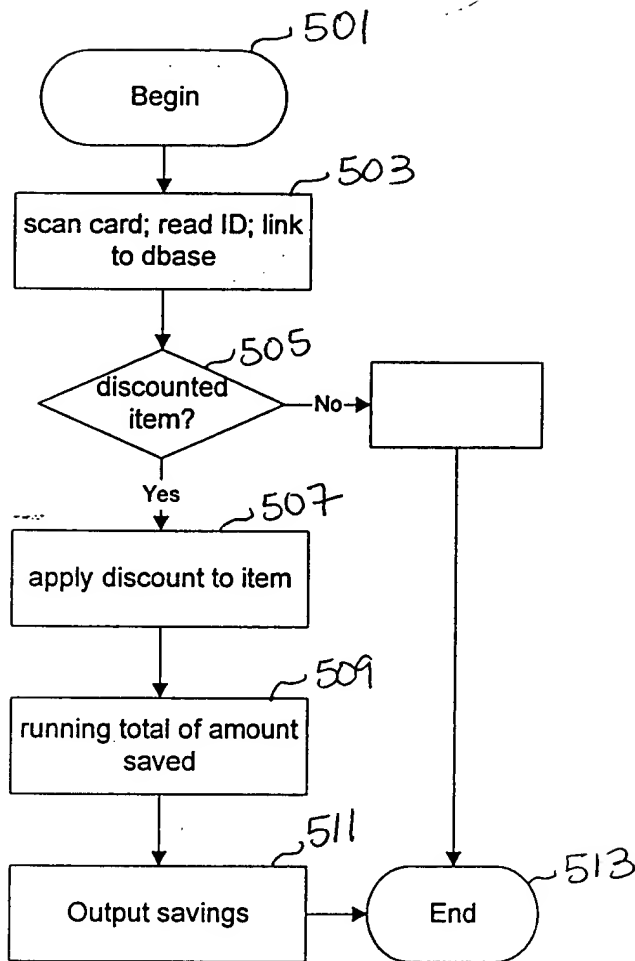 501
Begin
503
scan card; read ID; link
to dbase
505
discounted
item?
No
Yes
507
apply discount to item
509
running total of amount
saved
511
Output savings
513
End